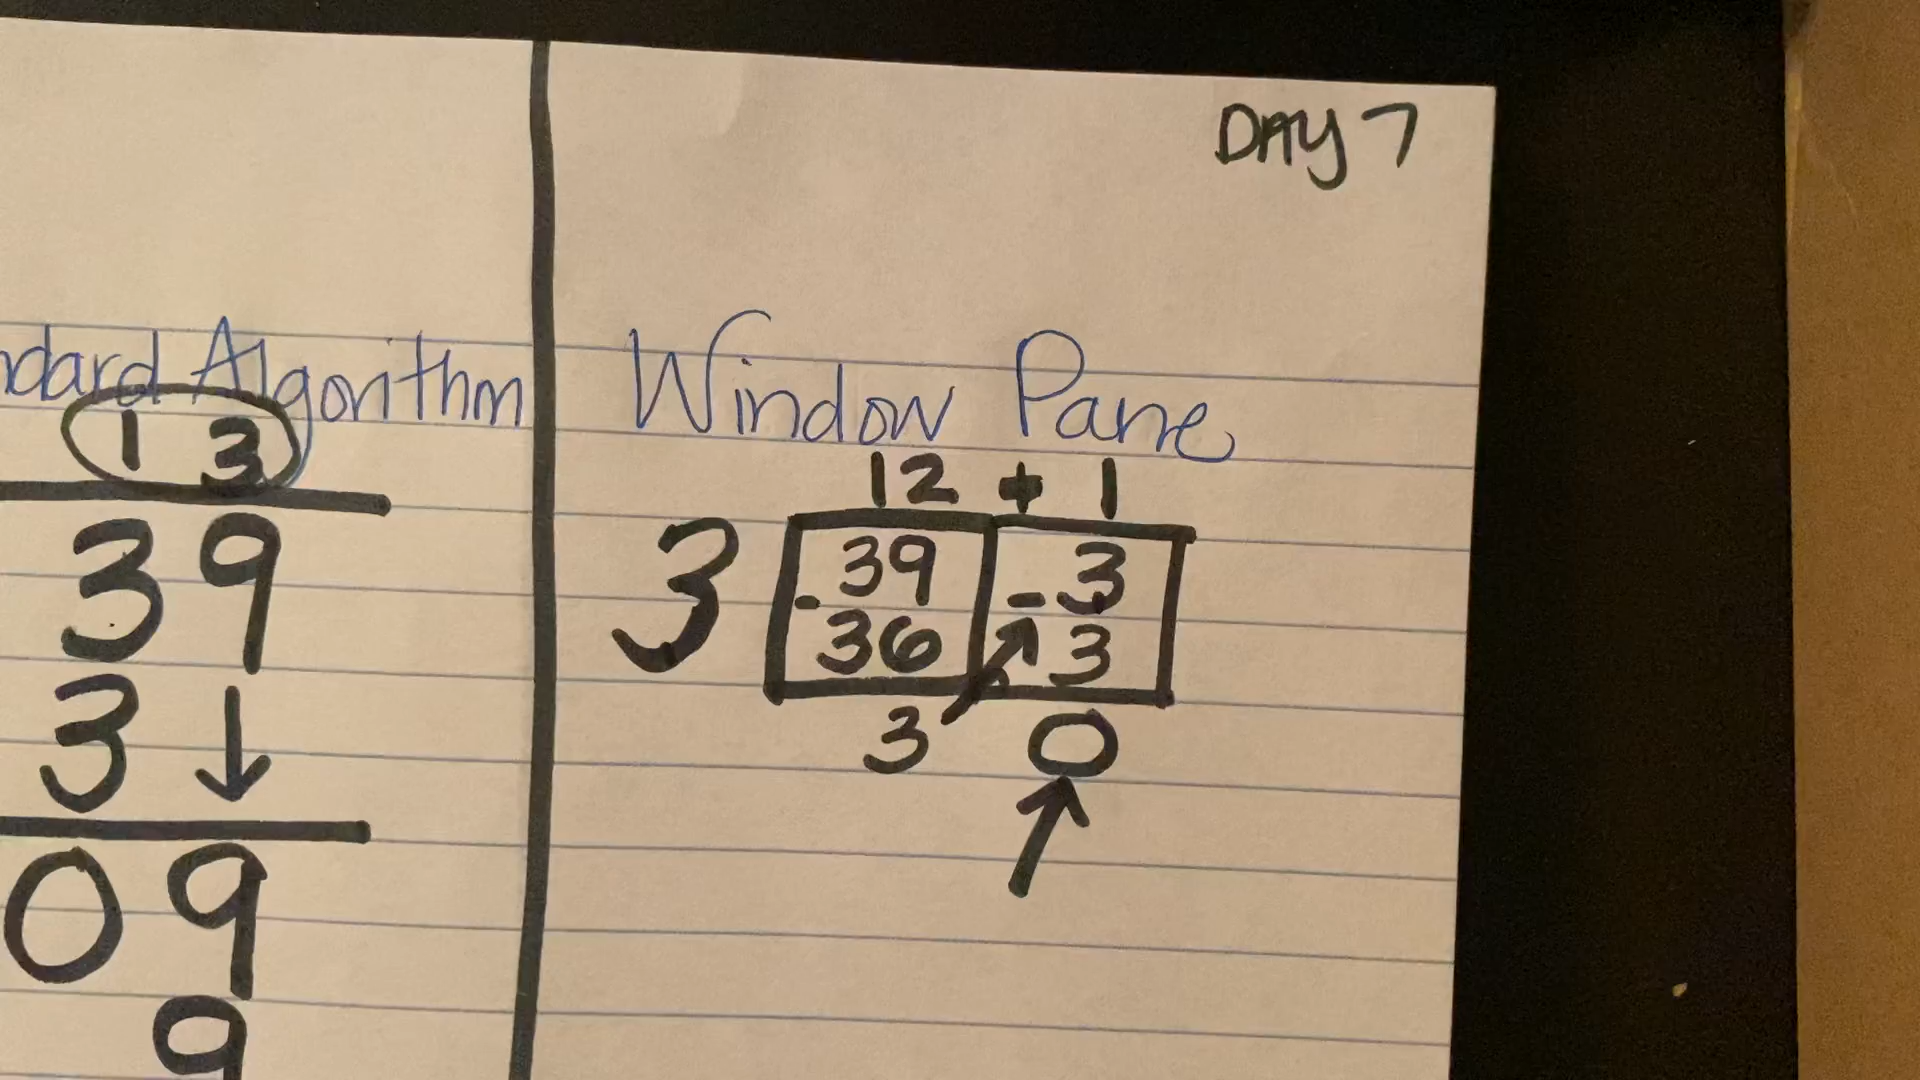 DAY 7
ndard Algorithm
1 3
39
3↓
09
9
Window Pane
12 + 1
3
39 - 3
- 36 3
3 0